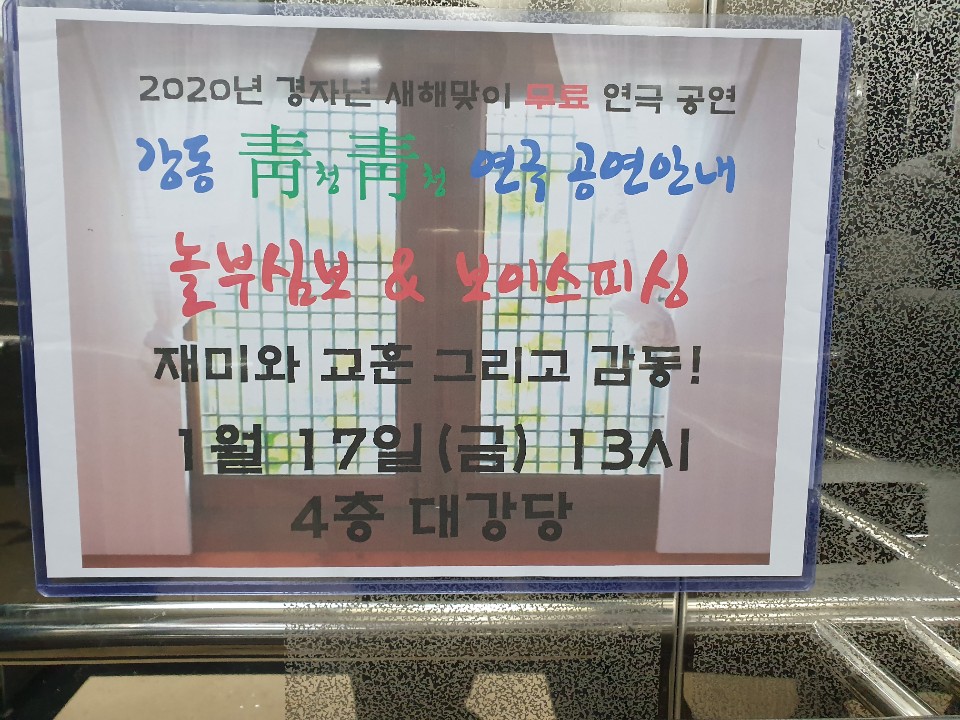 2020년 경자년 새해맞이 무료 연극 공연
강동 靑청靑청 연극 공연안내
놀부심보 & 보이스피싱
재미와 교훈 그리고 감동!
1월 17일(금) 13시
4층 대강당